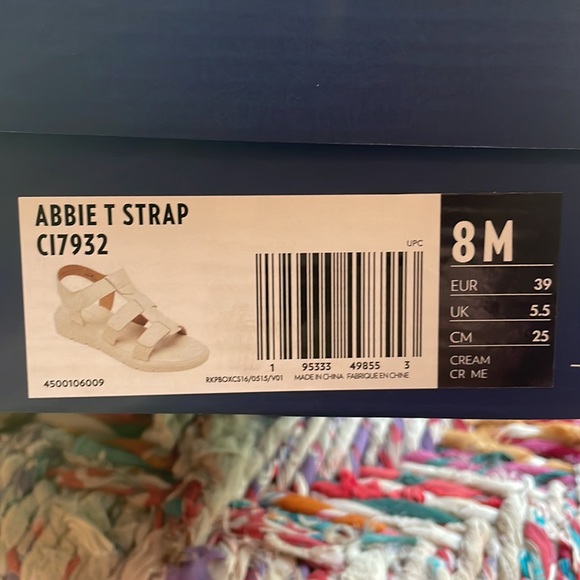 ABBIE T STRAP
CI7932
4500106009
UPC
1 95333 49855 3
RKPBOXCS16/0515/V01 MADE IN CHINA FABRIQUE EN CHINE
8 M
EUR 39
UK 5.5
CM 25
CREAM
CR ME